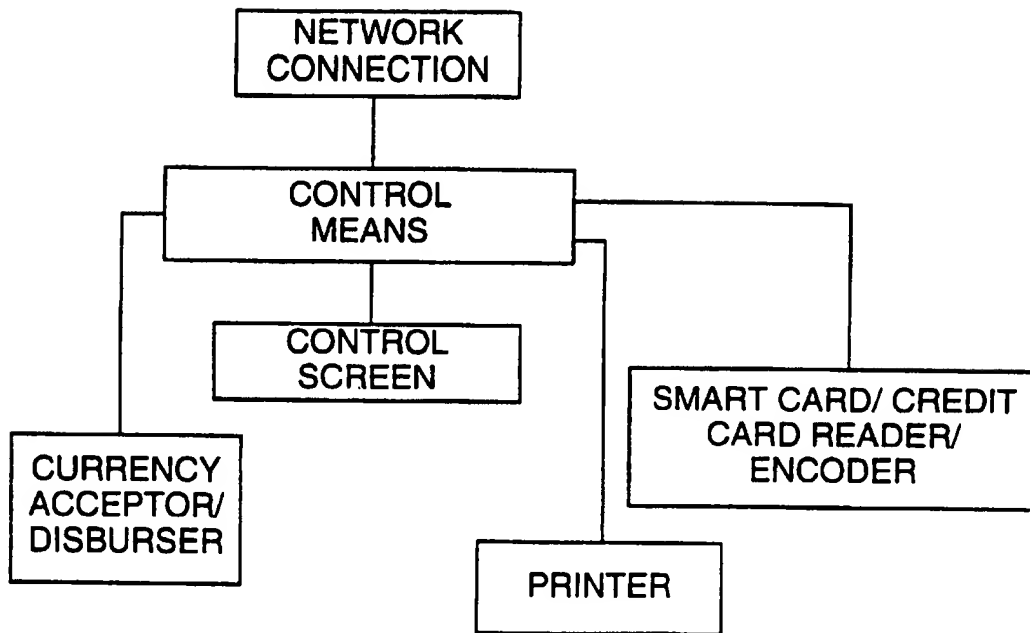 NETWORK
CONNECTION
CONTROL
MEANS
CONTROL
SCREEN
SMART CARD/ CREDIT
CARD READER/
ENCODER
CURRENCY
ACCEPTOR/
DISBURSER
PRINTER